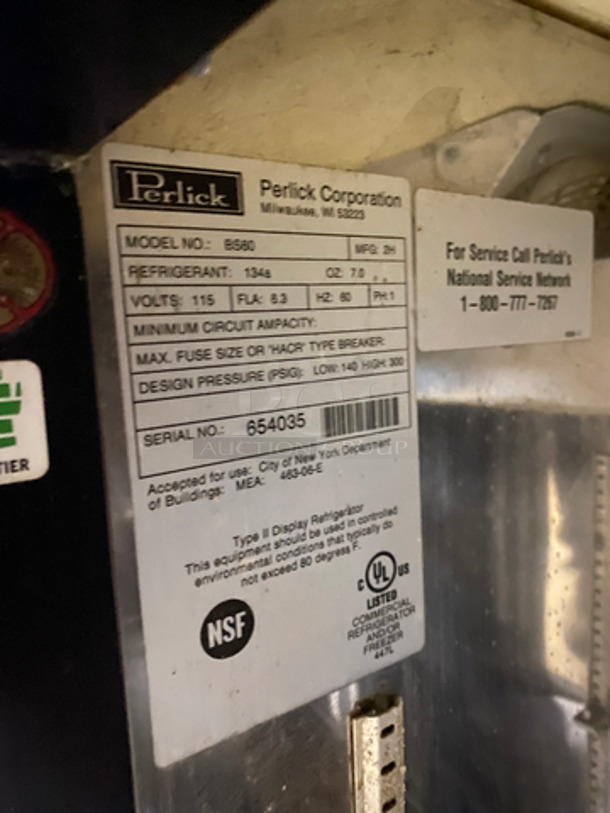 Perlick
Perlick Corporation
Milwaukee, WI 53223
MODEL NO.: BS60 MFG: 2H
REFRIGERANT: 134a OZ: 7.0
VOLTS: 115 FLA: 6.3 HZ: 60 PH: 1
MINIMUM CIRCUIT AMPACITY:
MAX. FUSE SIZE OR "HACR" TYPE BREAKER:
DESIGN PRESSURE (PSIG): LOW: 140 HIGH: 300
SERIAL NO.: 654035
AUCTION GROUP
Accepted for use: City of New York Department
of Buildings: MEA: 463-06-E
Type II Display Refrigerator
This equipment should be used in controlled
environmental conditions that typically do
not exceed 80 degrees F.
NSF
C UL US
LISTED
COMMERCIAL
REFRIGERATOR
AND/OR
FREEZER
447L
For Service Call Perlick's
National Service Network
1-800-777-7267
TIER